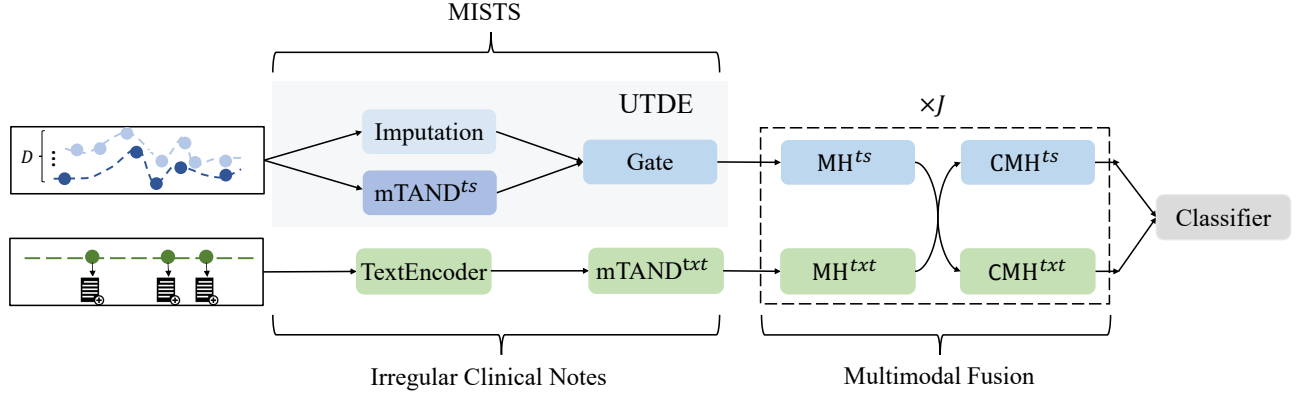 MISTS
UTDE
×J
D
Imputation
mTAND^ts
Gate
MH^ts
CMH^ts
Classifier
TextEncoder
mTAND^txt
MH^txt
CMH^txt
Irregular Clinical Notes
Multimodal Fusion